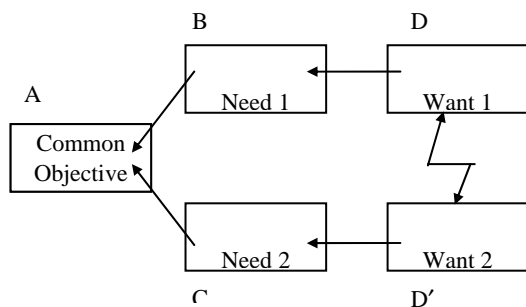 B
D
A
Need 1
Want 1
Common
Objective
Need 2
Want 2
C
D′